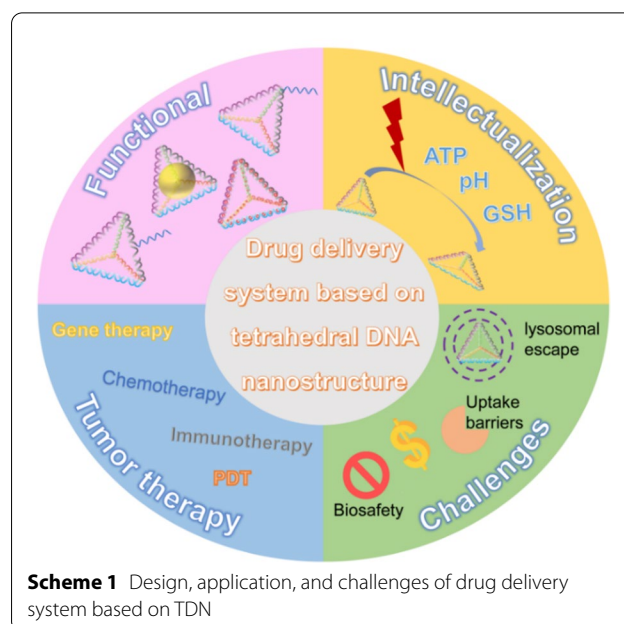 Functional
Intellectualization
ATP
pH
GSH
Drug delivery
system based on
tetrahedral DNA
nanostructure
Gene therapy
Chemotherapy
Immunotherapy
PDT
Tumor therapy
lysosomal
escape
Uptake
barriers
$
Biosafety
Challenges
Scheme 1 Design, application, and challenges of drug delivery
system based on TDN